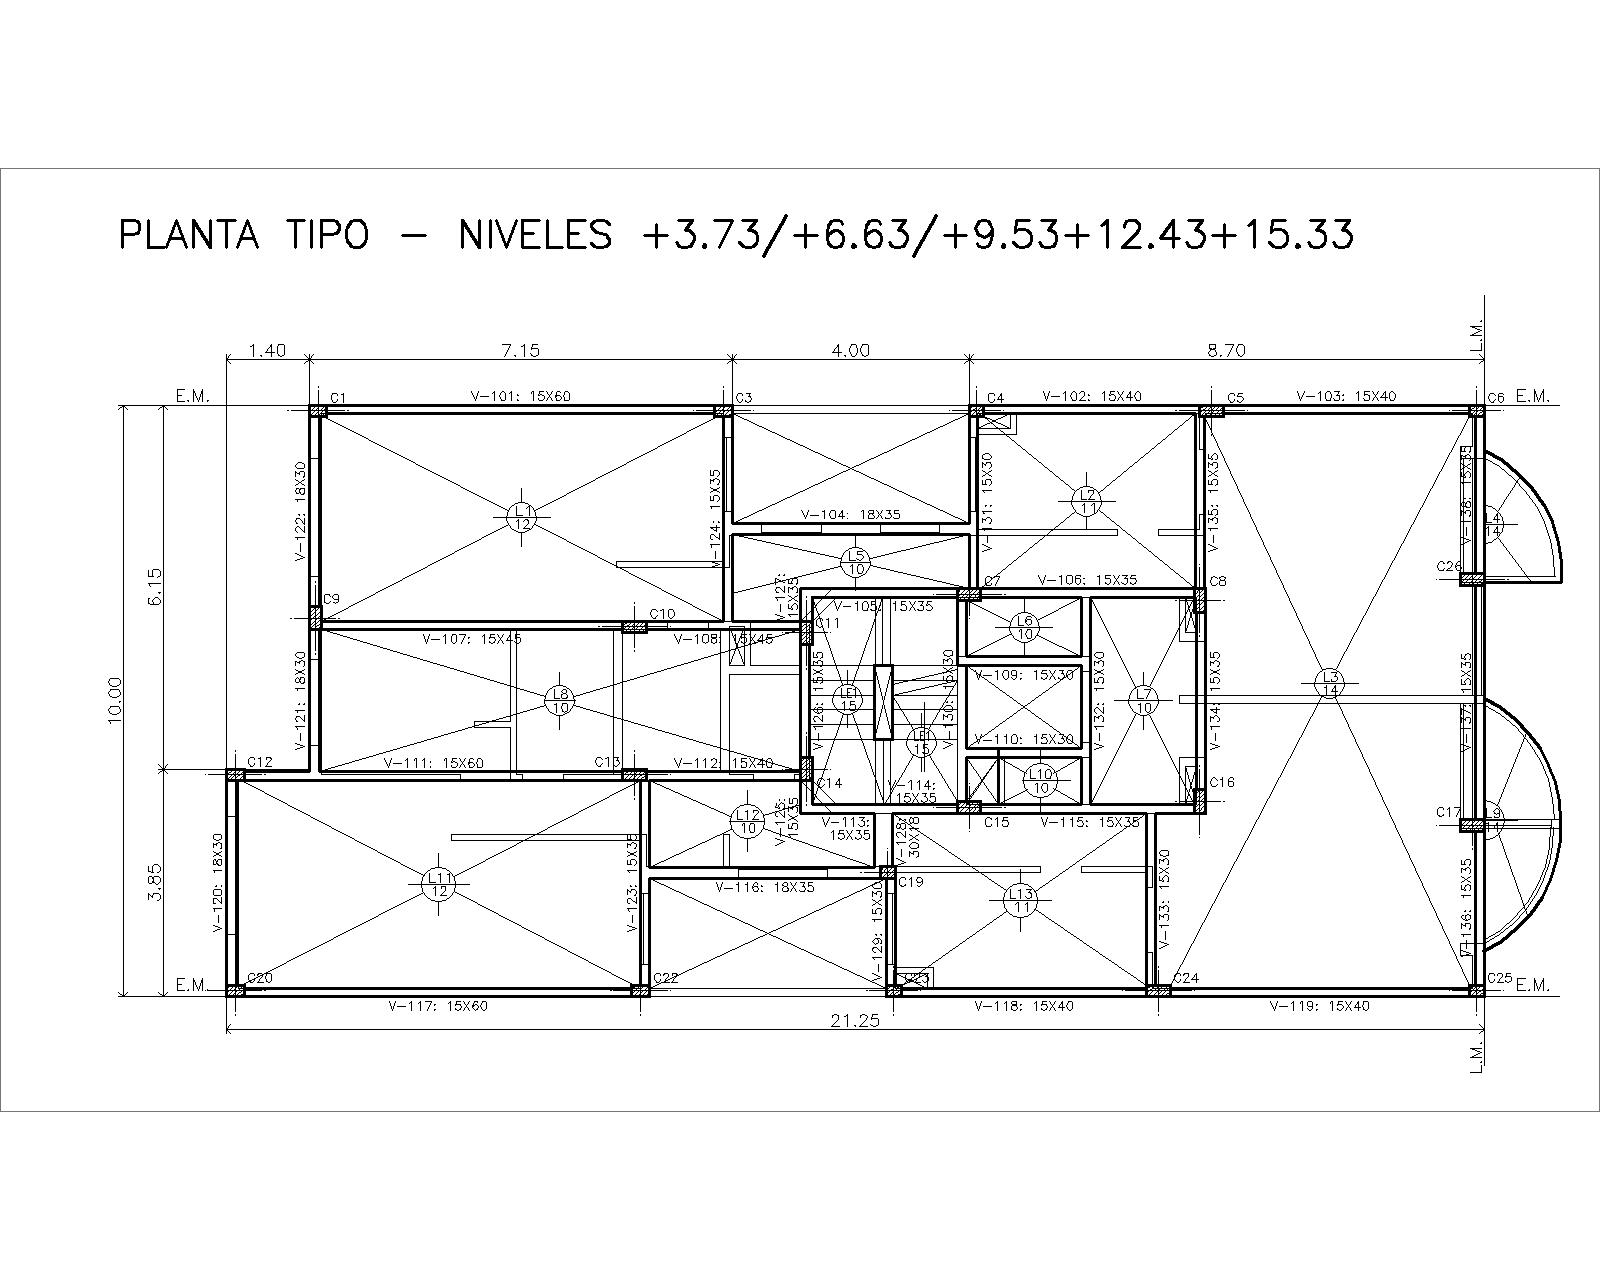 PLANTA TIPO - NIVELES +3.73/+6.63/+9.53+12.43+15.33
L.M.
1.40 7.15 4.00 8.70
E.M. C1 V-101: 15X60 C3 C4 V-102: 15X40 C5 V-103: 15X40 C6 E.M.
V-122: 18X30
V-124: 15X35
V-131: 15X30
V-135: 15X35
V-138: 15X35
L1
12
L2
11
V-104: 18X35
L4
14
L5
10
C26
V-127:
15X35
C7 V-106: 15X35 C8
6.15
C9 C10 V-105: 15X35
C11
L6
10
V-107: 15X45 V-108: 15X45
10.00
V-121: 18X30
V-126: 15X35
V-130: 15X30
V-132: 15X30
V-134: 15X35
V-137: 15X35
V-109: 15X30
L3
14
L8
10
LE1
15
L7
10
LE1
15
V-110: 15X30
C12 V-111: 15X60 C13 V-112: 15X40
C14
L10
10
V-114:
15X35
C16
3.85
V-120: 18X30
V-123: 15X35
L12
10
V-125:
15X35
V-113:
15X35
V-128:
30X18
C15 V-115: 15X35
C17
L9
V-133: 15X30
V-136: 15X35
L11
12
V-116: 18X35
C19
V-129: 15X30
L13
11
E.M. C20 C22 C23 C24 C25 E.M.
V-117: 15X60 V-118: 15X40 V-119: 15X40
21.25
L.M.